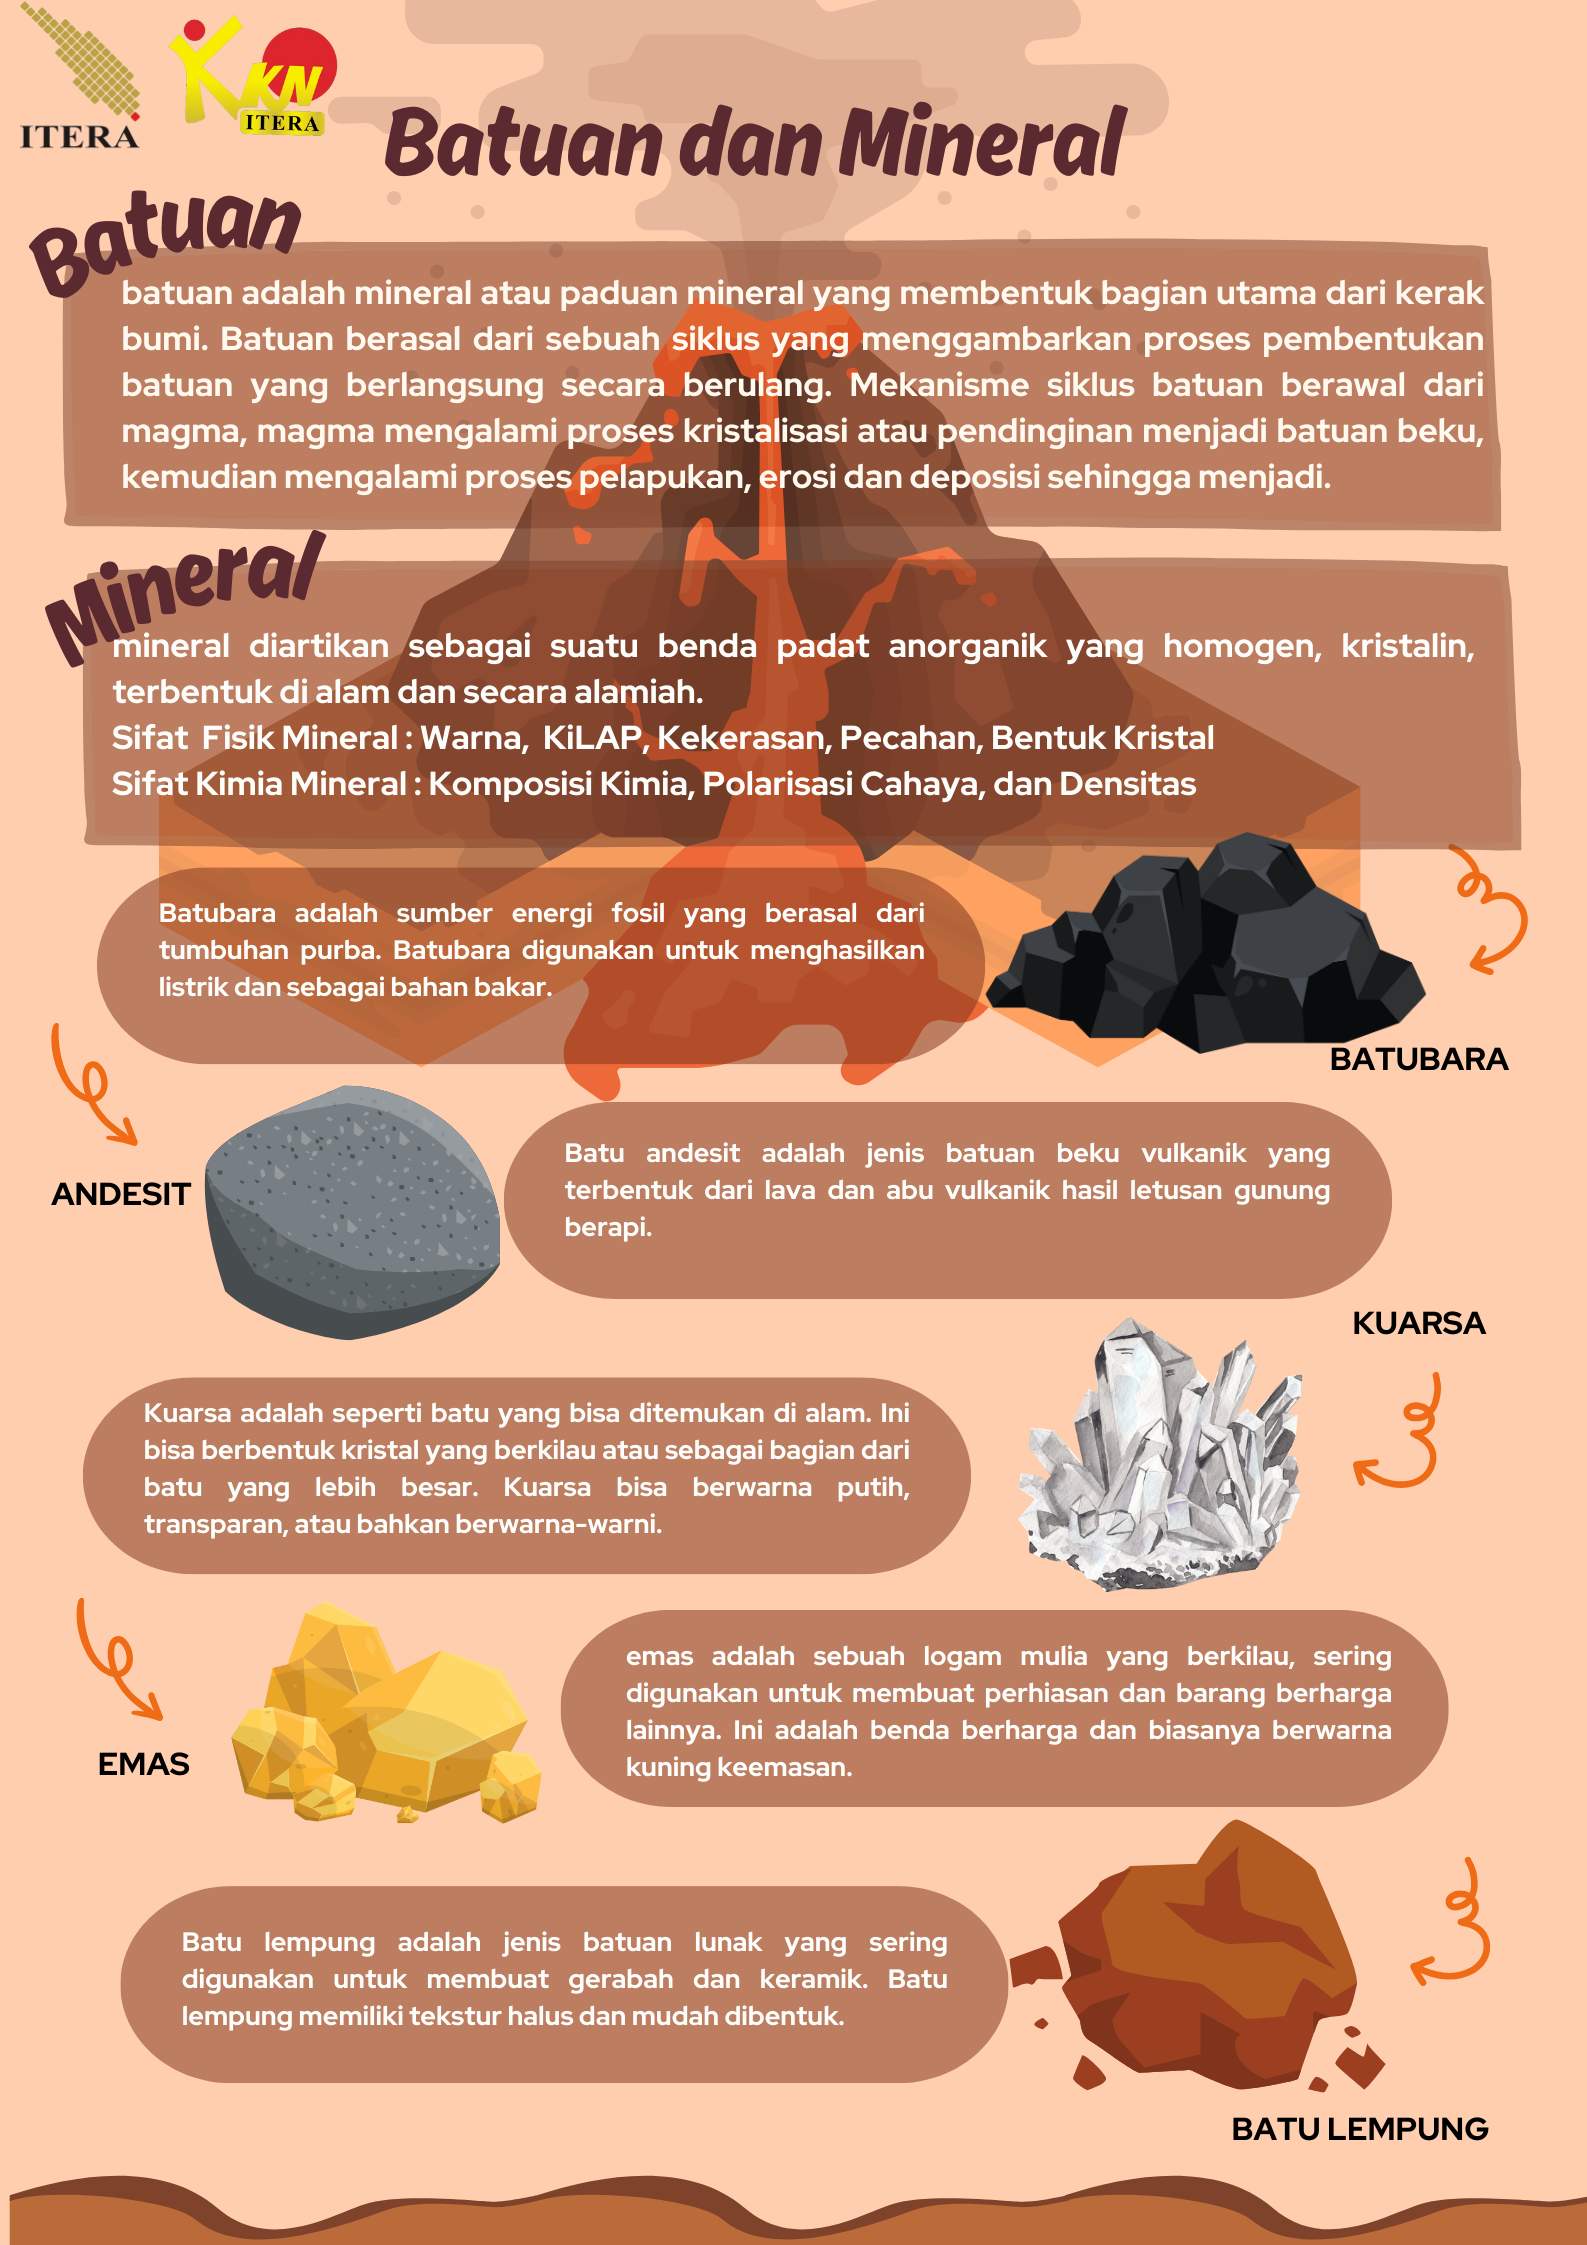 ITERA
KKN
ITERA
Batuan dan Mineral
Batuan
batuan adalah mineral atau paduan mineral yang membentuk bagian utama dari kerak
bumi. Batuan berasal dari sebuah siklus yang menggambarkan proses pembentukan
batuan yang berlangsung secara berulang. Mekanisme siklus batuan berawal dari
magma, magma mengalami proses kristalisasi atau pendinginan menjadi batuan beku,
kemudian mengalami proses pelapukan, erosi dan deposisi sehingga menjadi.
Mineral
mineral diartikan sebagai suatu benda padat anorganik yang homogen, kristalin,
terbentuk di alam dan secara alamiah.
Sifat Fisik Mineral : Warna, KiLAP, Kekerasan, Pecahan, Bentuk Kristal
Sifat Kimia Mineral : Komposisi Kimia, Polarisasi Cahaya, dan Densitas
Batubara adalah sumber energi fosil yang berasal dari
tumbuhan purba. Batubara digunakan untuk menghasilkan
listrik dan sebagai bahan bakar.
BATUBARA
ANDESIT
Batu andesit adalah jenis batuan beku vulkanik yang
terbentuk dari lava dan abu vulkanik hasil letusan gunung
berapi.
KUARSA
Kuarsa adalah seperti batu yang bisa ditemukan di alam. Ini
bisa berbentuk kristal yang berkilau atau sebagai bagian dari
batu yang lebih besar. Kuarsa bisa berwarna putih,
transparan, atau bahkan berwarna-warni.
EMAS
emas adalah sebuah logam mulia yang berkilau, sering
digunakan untuk membuat perhiasan dan barang berharga
lainnya. Ini adalah benda berharga dan biasanya berwarna
kuning keemasan.
Batu lempung adalah jenis batuan lunak yang sering
digunakan untuk membuat gerabah dan keramik. Batu
lempung memiliki tekstur halus dan mudah dibentuk.
BATU LEMPUNG